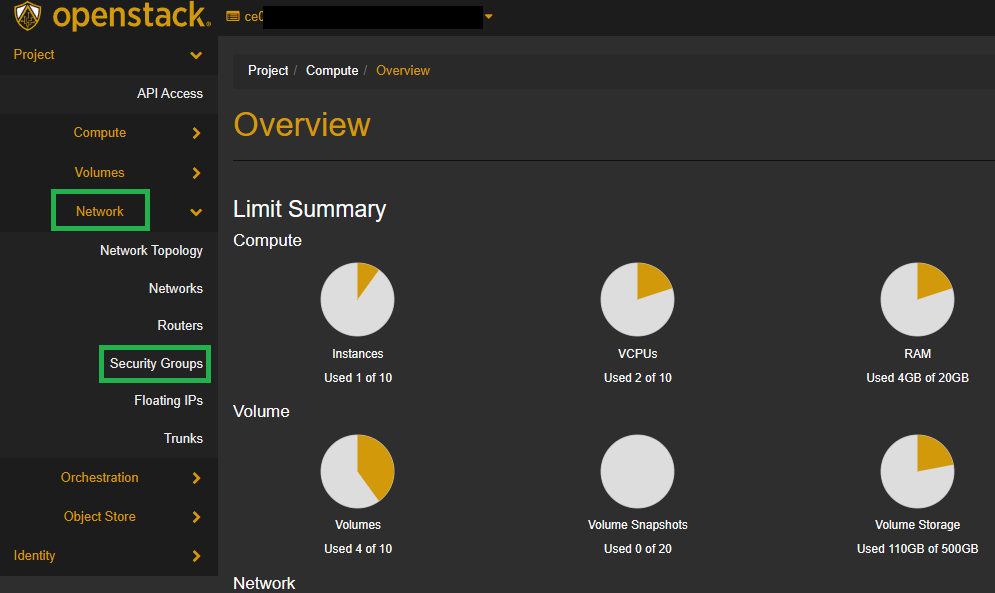 openstack.
ce0
Project
API Access
Compute
Volumes
Network
Network Topology
Networks
Routers
Security Groups
Floating IPs
Trunks
Orchestration
Object Store
Identity
Project / Compute / Overview
Overview
Limit Summary
Compute
Instances
Used 1 of 10
VCPUs
Used 2 of 10
RAM
Used 4GB of 20GB
Volume
Volumes
Used 4 of 10
Volume Snapshots
Used 0 of 20
Volume Storage
Used 110GB of 500GB
Network